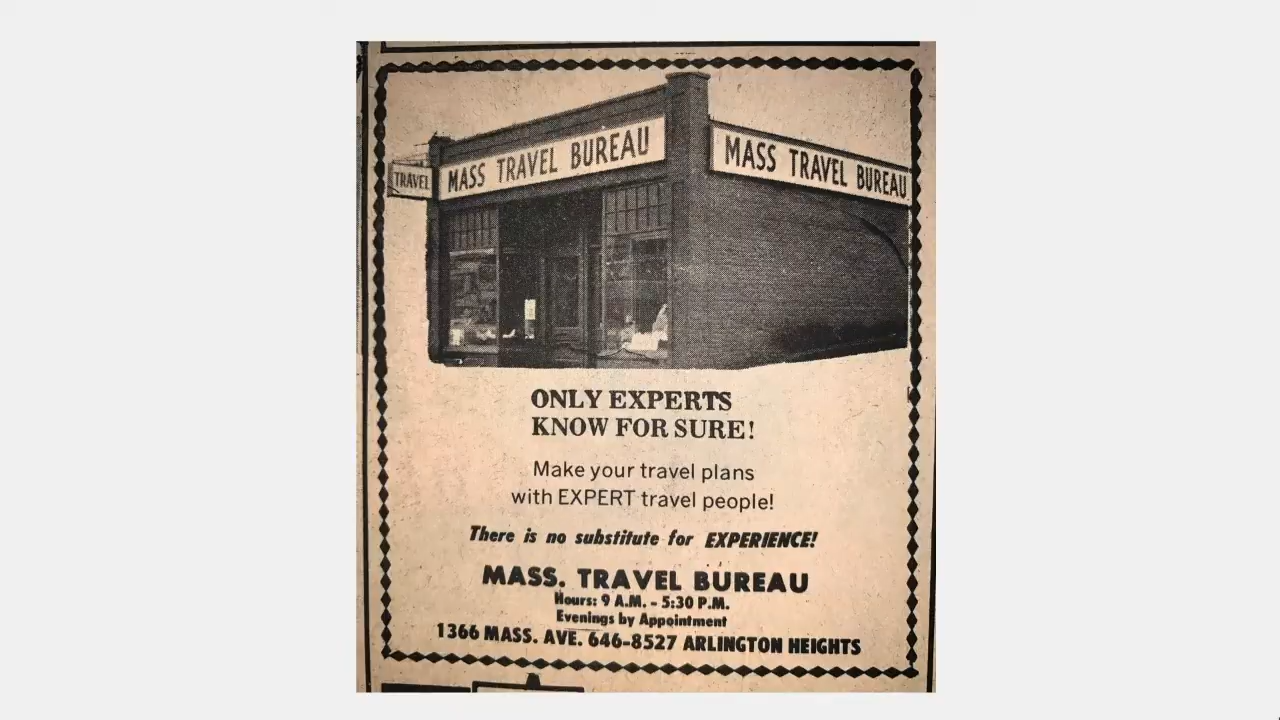 TRAVEL
MASS TRAVEL BUREAU
MASS TRAVEL BUREAU
ONLY EXPERTS
KNOW FOR SURE!
Make your travel plans
with EXPERT travel people!
There is no substitute for EXPERIENCE!
MASS. TRAVEL BUREAU
Hours: 9 A.M. - 5:30 P.M.
Evenings by Appointment
1366 MASS. AVE. 646-8527 ARLINGTON HEIGHTS